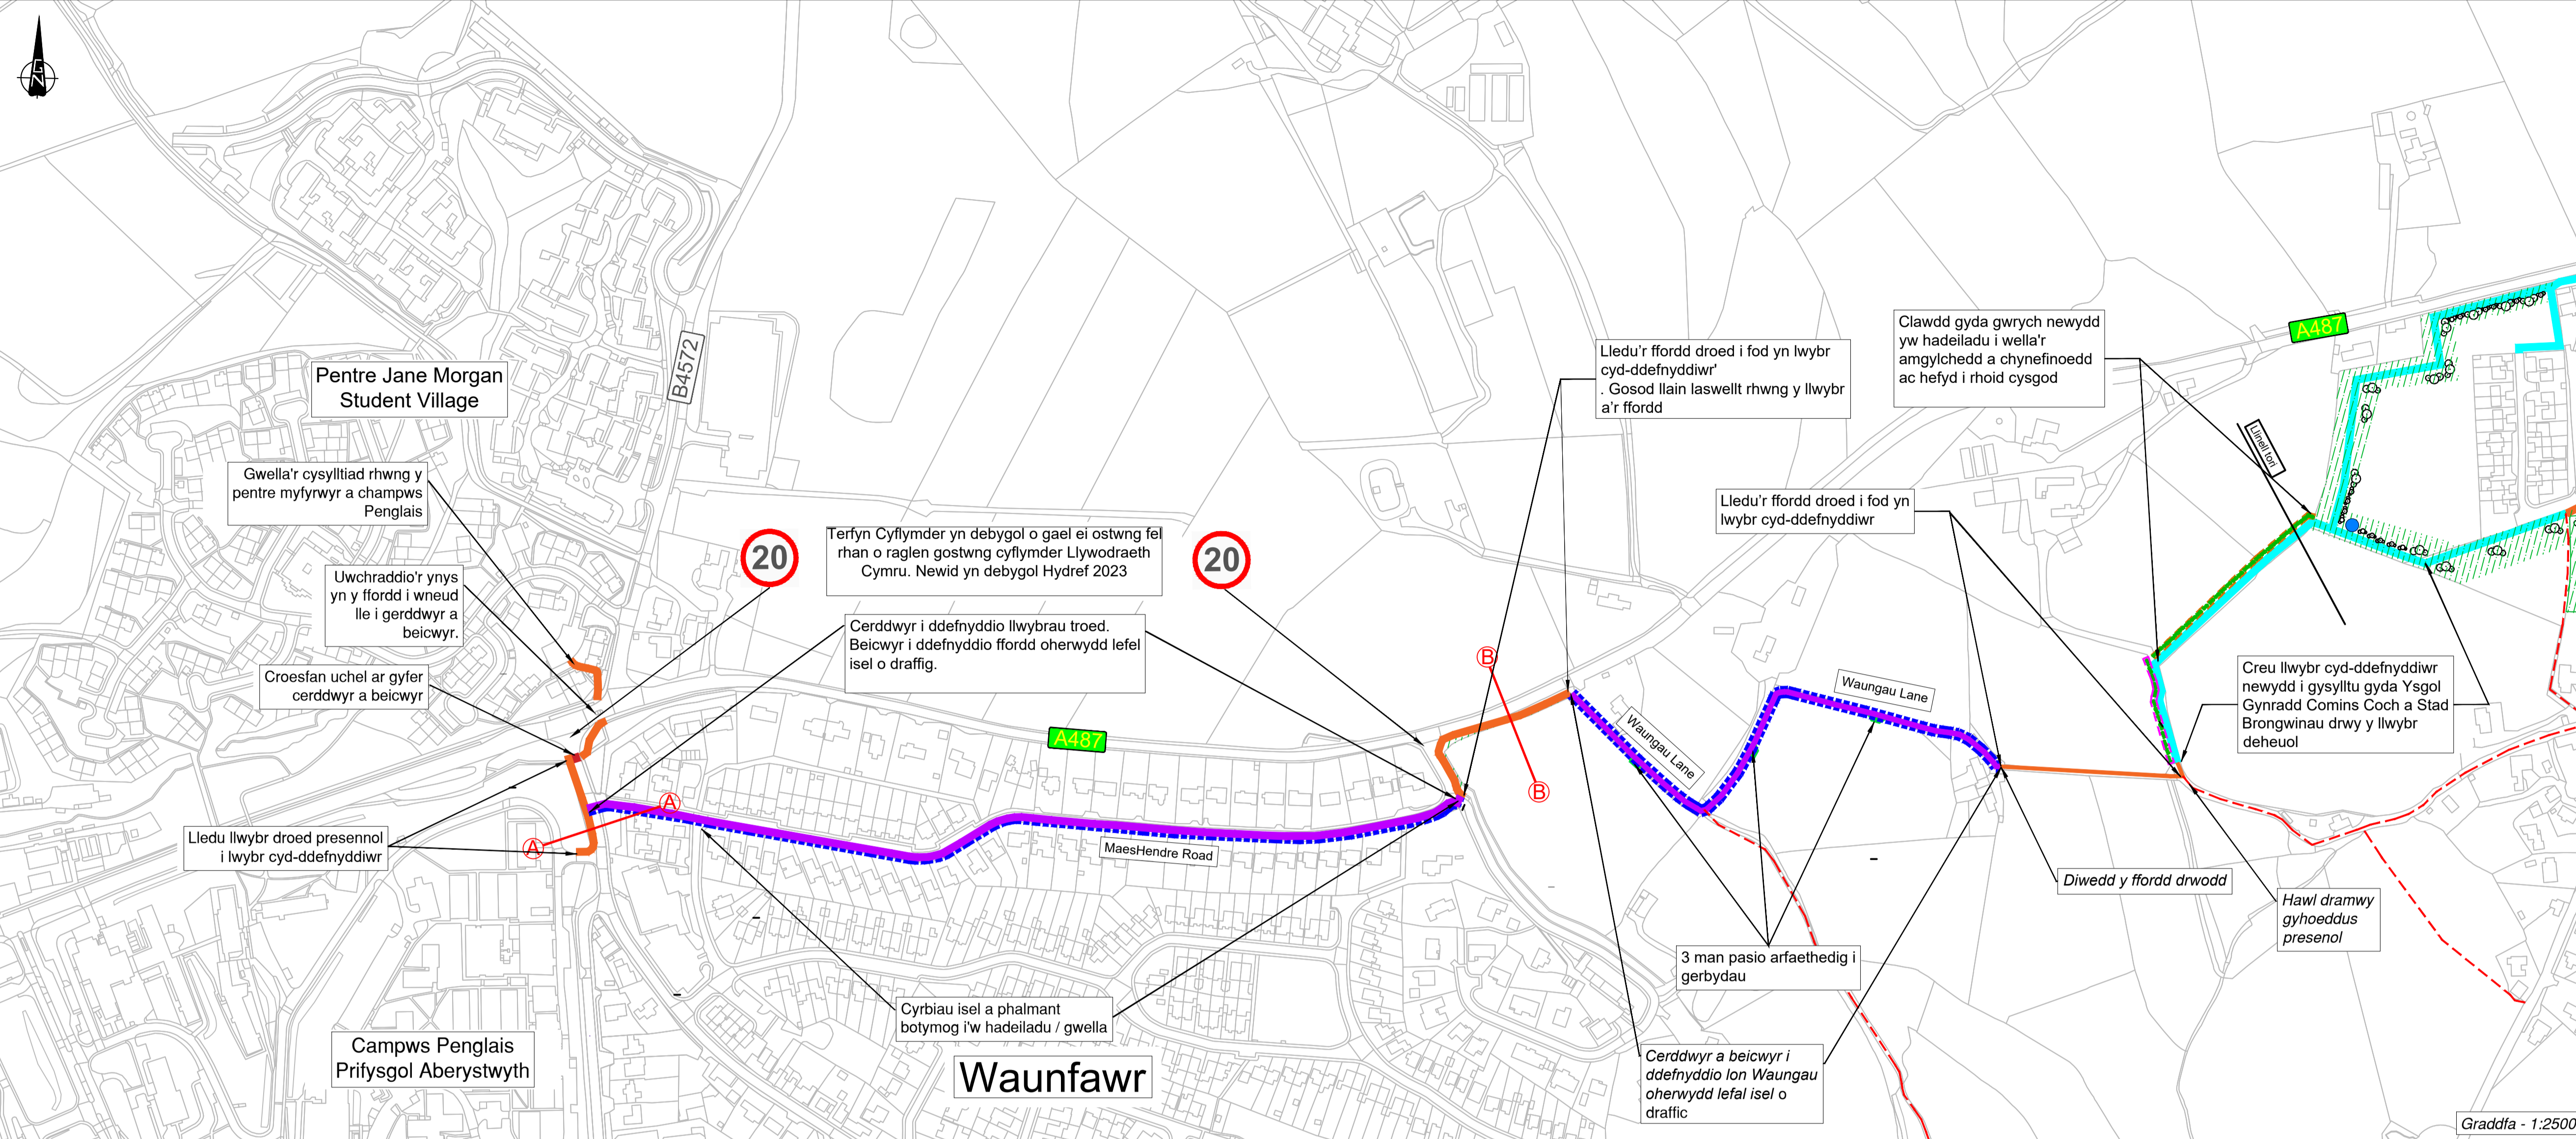 GN
Pentre Jane Morgan
Student Village
B4572
Gwella'r cysylltiad rhwng y
pentre myfyrwyr a champws
Penglais
Uwchraddio'r ynys
yn y ffordd i wneud
lle i gerddwyr a
beicwyr.
Croesfan uchel ar gyfer
cerddwyr a beicwyr
Lledu llwybr droed presennol
i lwybr cyd-ddefnyddiwr
Campws Penglais
Prifysgol Aberystwyth
20
Terfyn Cyflymder yn debygol o gael ei ostwng fel
rhan o raglen gostwng cyflymder Llywodraeth
Cymru. Newid yn debygol Hydref 2023
20
Cerddwyr i ddefnyddio llwybrau troed.
Beicwyr i ddefnyddio ffordd oherwydd lefel
isel o draffig.
A487
A
A
MaesHendre Road
Cyrbiau isel a phalmant
botymog i'w hadeiladu / gwella
Waunfawr
B
B
Lledu'r ffordd droed i fod yn lwybr
cyd-ddefnyddiwr'
. Gosod llain laswellt rhwng y llwybr
a'r ffordd
Clawdd gyda gwrych newydd
yw hadeiladu i wella'r
amgylchedd a chynefinoedd
ac hefyd i rhoid cysgod
A487
Llinell tori
Lledu'r ffordd droed i fod yn
lwybr cyd-ddefnyddiwr
Waungau Lane
Waungau Lane
Creu llwybr cyd-ddefnyddiwr
newydd i gysylltu gyda Ysgol
Gynradd Comins Coch a Stad
Brongwinau drwy y llwybr
deheuol
Diwedd y ffordd drwodd
Hawl dramwy
gyhoeddus
presenol
3 man pasio arfaethedig i
gerbydau
Cerddwyr a beicwyr i
ddefnyddio lon Waungau
oherwydd lefal isel o
draffic
Graddfa - 1:2500